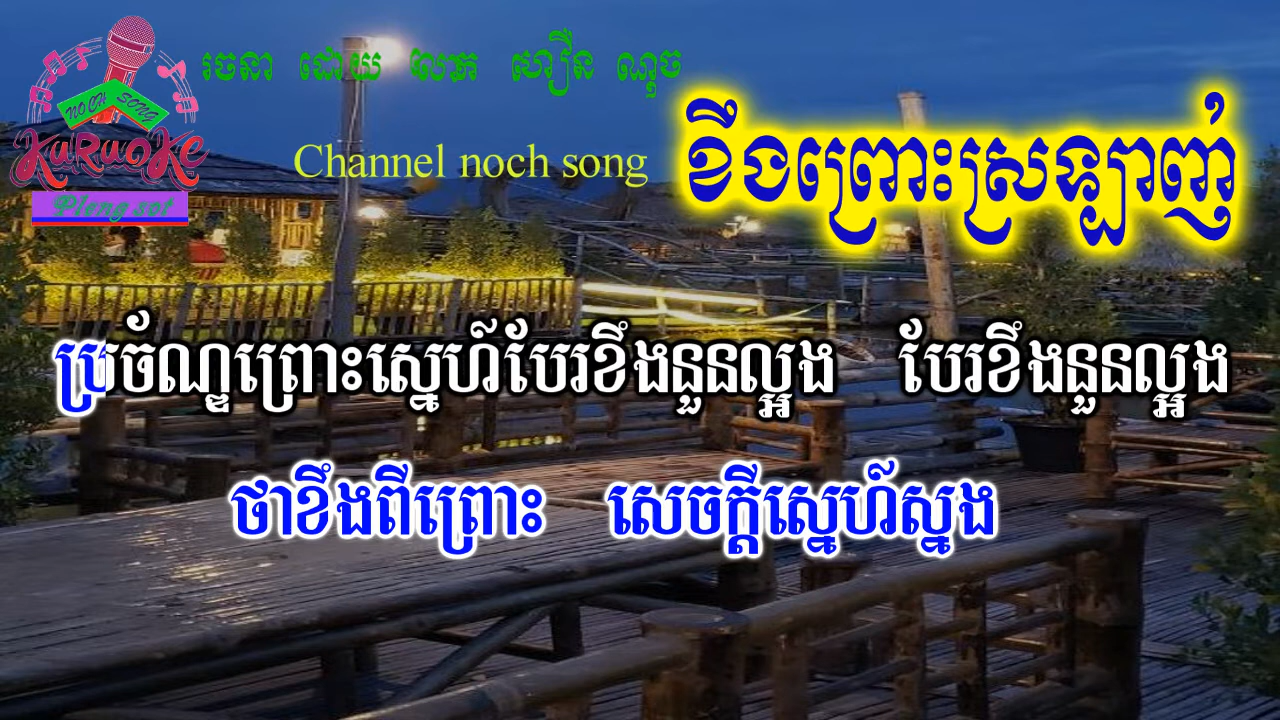 រចនា ដោយ លោក ហឿន ណុច
NOCH SONG
KaRaoKe
Pleng sot
Channel noch song
ខឹងព្រោះស្រឡាញ់
ប្រច័ណ្ឌព្រោះស្នេហ៍បែរខឹងនួនល្អង បែរខឹងនួនល្អង
ថាខឹងពីព្រោះ សេចក្ដីស្នេហ៍ស្នង